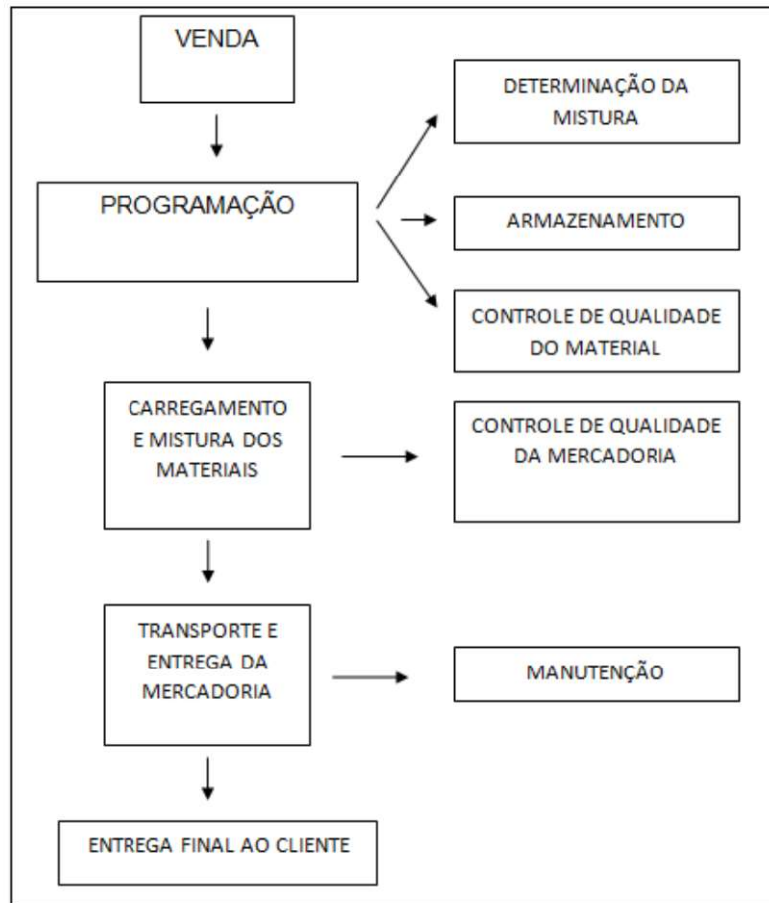 VENDA
DETERMINAÇÃO DA
MISTURA
PROGRAMAÇÃO
ARMAZENAMENTO
CONTROLE DE QUALIDADE
DO MATERIAL
CARREGAMENTO
E MISTURA DOS
MATERIAIS
CONTROLE DE QUALIDADE
DA MERCADORIA
TRANSPORTE E
ENTREGA DA
MERCADORIA
MANUTENÇÃO
ENTREGA FINAL AO CLIENTE